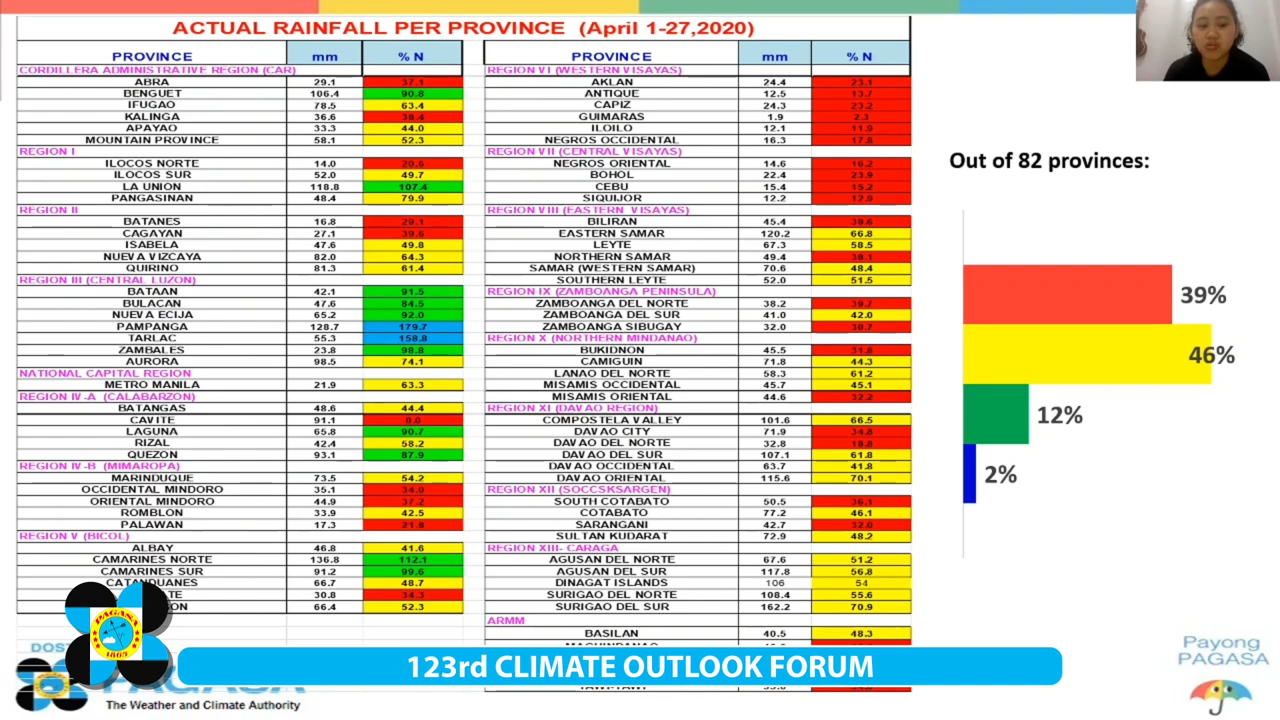 ACTUAL RAINFALL PER PROVINCE (April 1-27,2020)
PROVINCE mm % N
CORDILLERA ADMINISTRATIVE REGION (CAR)
ABRA 29.1 37.1
BENGUET 106.4 90.8
IFUGAO 78.5 63.4
KALINGA 36.6 38.4
APAYAO 33.3 44.0
MOUNTAIN PROVINCE 58.1 52.3
REGION I
ILOCOS NORTE 14.0 20.6
ILOCOS SUR 52.0 49.7
LA UNION 118.8 107.4
PANGASINAN 48.4 79.9
REGION II
BATANES 16.8 29.1
CAGAYAN 27.1 39.6
ISABELA 47.6 49.8
NUEVA VIZCAYA 82.0 64.3
QUIRINO 81.3 61.4
REGION III (CENTRAL LUZON)
BATAAN 42.1 91.5
BULACAN 47.6 84.5
NUEVA ECIJA 65.2 92.0
PAMPANGA 128.7 179.7
TARLAC 55.3 158.8
ZAMBALES 23.8 98.8
AURORA 98.5 74.1
NATIONAL CAPITAL REGION
METRO MANILA 21.9 63.3
REGION IV-A (CALABARZON)
BATANGAS 48.6 44.4
CAVITE 91.1 0.0
LAGUNA 65.8 90.7
RIZAL 42.4 58.2
QUEZON 93.1 87.9
REGION IV-B (MIMAROPA)
MARINDUQUE 73.5 54.2
OCCIDENTAL MINDORO 35.1 34.0
ORIENTAL MINDORO 44.9 37.2
ROMBLON 33.9 42.5
PALAWAN 17.3 21.8
REGION V (BICOL)
ALBAY 46.8 41.6
CAMARINES NORTE 136.8 112.1
CAMARINES SUR 91.2 99.6
CATANDUANES 66.7 48.7
30.8 34.3
66.4 52.3
PROVINCE mm % N
REGION VI (WESTERN VISAYAS)
AKLAN 24.4 23.1
ANTIQUE 12.5 13.7
CAPIZ 24.3 23.2
GUIMARAS 1.9 2.3
ILOILO 12.1 11.9
NEGROS OCCIDENTAL 16.3 17.8
REGION VII (CENTRAL VISAYAS)
NEGROS ORIENTAL 14.6 16.2
BOHOL 22.4 23.9
CEBU 15.4 15.2
SIQUIJOR 12.2 12.9
REGION VIII (EASTERN VISAYAS)
BILIRAN 45.4 39.6
EASTERN SAMAR 120.2 66.8
LEYTE 67.3 58.5
NORTHERN SAMAR 49.4 38.1
SAMAR (WESTERN SAMAR) 70.6 48.4
SOUTHERN LEYTE 52.0 51.5
REGION IX (ZAMBOANGA PENINSULA)
ZAMBOANGA DEL NORTE 38.2 39.7
ZAMBOANGA DEL SUR 41.0 42.0
ZAMBOANGA SIBUGAY 32.0 30.7
REGION X (NORTHERN MINDANAO)
BUKIDNON 45.5 31.8
CAMIGUIN 71.8 44.3
LANAO DEL NORTE 58.3 61.2
MISAMIS OCCIDENTAL 45.7 45.1
MISAMIS ORIENTAL 44.6 32.2
REGION XI (DAVAO REGION)
COMPOSTELA VALLEY 101.6 66.5
DAVAO CITY 71.9 34.8
DAVAO DEL NORTE 32.8 18.8
DAVAO DEL SUR 107.1 61.8
DAVAO OCCIDENTAL 63.7 41.8
DAVAO ORIENTAL 115.6 70.1
REGION XII (SOCCSKSARGEN)
SOUTH COTABATO 50.5 36.1
COTABATO 77.2 46.1
SARANGANI 42.7 32.0
SULTAN KUDARAT 72.9 48.2
REGION XIII- CARAGA
AGUSAN DEL NORTE 67.6 51.2
AGUSAN DEL SUR 117.8 56.8
DINAGAT ISLANDS 106 54
SURIGAO DEL NORTE 108.4 55.6
SURIGAO DEL SUR 162.2 70.9
ARMM
BASILAN 40.5 48.3
Out of 82 provinces:
39%
46%
12%
2%
Payong
PAGASA
DOST
PAGASA
1865
123rd CLIMATE OUTLOOK FORUM
The Weather and Climate Authority